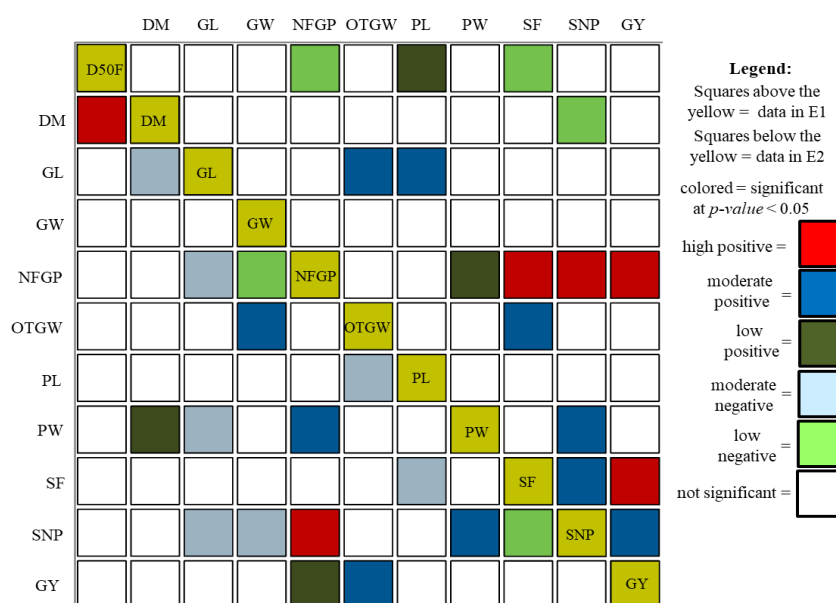 DM GL GW NFGP OTGW PL PW SF SNP GY
D50F
DM DM
GL GL
GW GW
NFGP NFGP
OTGW OTGW
PL PL
PW PW
SF SF
SNP SNP
GY GY
Legend:
Squares above the
yellow = data in E1
Squares below the
yellow = data in E2
colored = significant
at p-value < 0.05
high positive =
moderate
positive =
low
positive =
moderate
negative =
low
negative =
not significant =